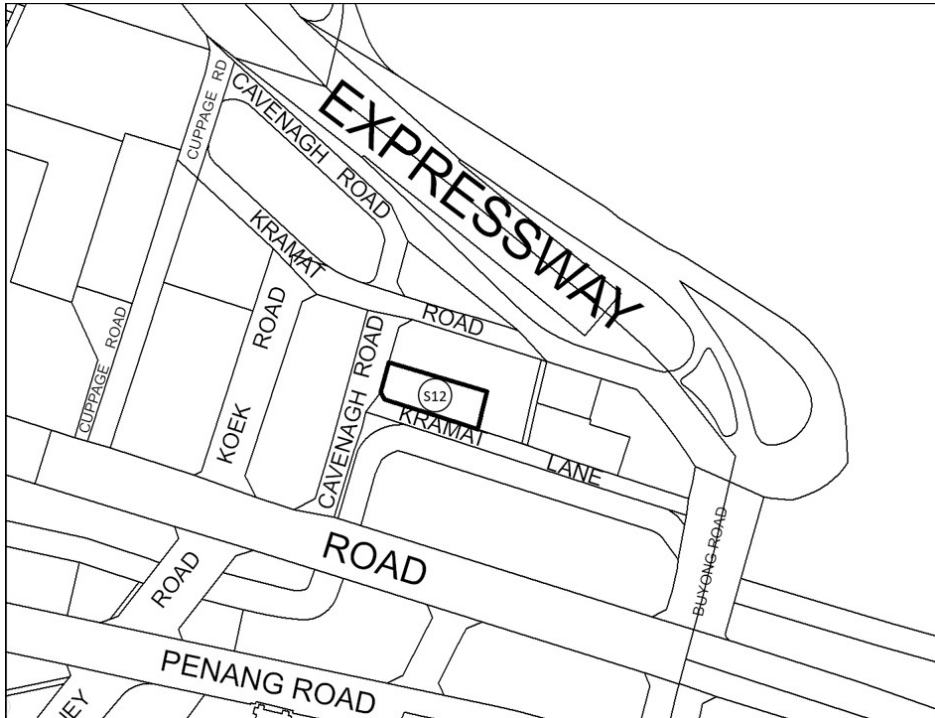 EXPRESSWAY
CUPPAGE RD
CAVENAGH ROAD
KRAMAT
ROAD
ROAD
KOEK
CAVENAGH ROAD
CUPPAGE ROAD
S12
KRAMAT
LANE
BUYONG ROAD
ROAD
ROAD
PENANG ROAD
NEY